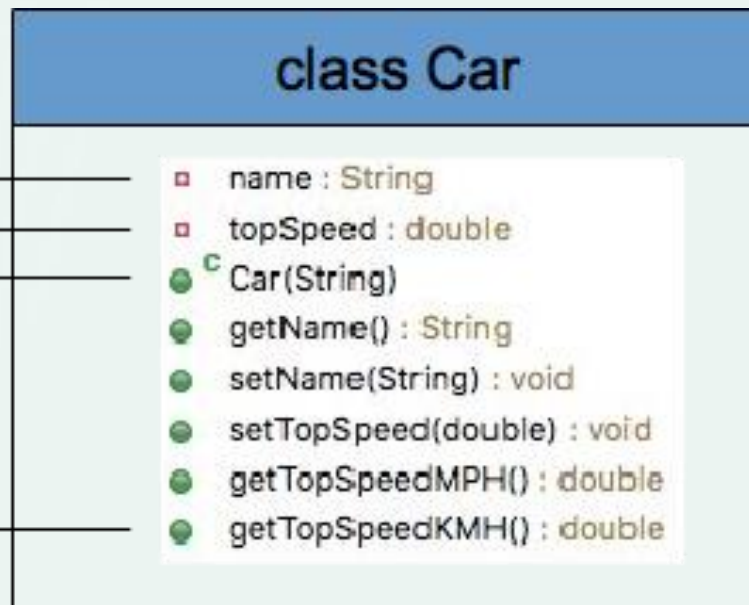 class Car
name : String
topSpeed : double
C Car(String)
getName() : String
setName(String) : void
setTopSpeed(double) : void
getTopSpeedMPH() : double
getTopSpeedKMH() : double